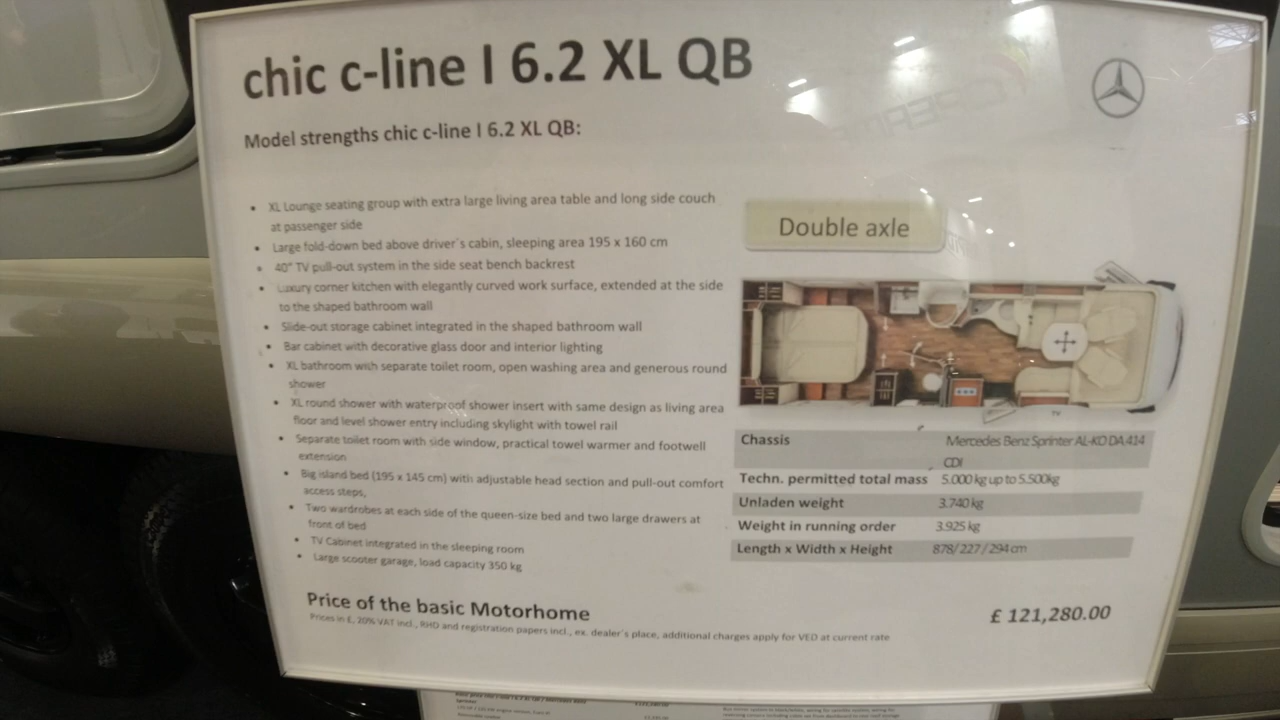 chic c-line I 6.2 XL QB
Model strengths chic c-line I 6.2 XL QB:
• XL Lounge seating group with extra large living area table and long side couch
at passenger side
• Large fold-down bed above driver´s cabin, sleeping area 195 x 160 cm
• 40" TV pull-out system in the side seat bench backrest
• Luxury corner kitchen with elegantly curved work surface, extended at the side
to the shaped bathroom wall
• Slide-out storage cabinet integrated in the shaped bathroom wall
• Bar cabinet with decorative glass door and interior lighting
• XL bathroom with separate toilet room, open washing area and generous round
shower
• XL round shower with waterproof shower insert with same design as living area
floor and level shower entry including skylight with towel rail
• Separate toilet room with side window, practical towel warmer and footwell
extension
• Big island bed (195 x 145 cm) with adjustable head section and pull-out comfort
access steps,
• Two wardrobes at each side of the queen-size bed and two large drawers at
front of bed
• TV Cabinet integrated in the sleeping room
• Large scooter garage, load capacity 350 kg
Double axle
TV
Chassis Mercedes Benz Sprinter AL-KO DA 414
CDI
Techn. permitted total mass 5.000 kg up to 5.500kg
Unladen weight 3.740 kg
Weight in running order 3.925 kg
Length x Width x Height 878/ 227 / 294 cm
Price of the basic Motorhome £ 121,280.00
Prices in £, 20% VAT incl., RHD and registration papers incl., ex. dealer´s place, additional charges apply for VED at current rate